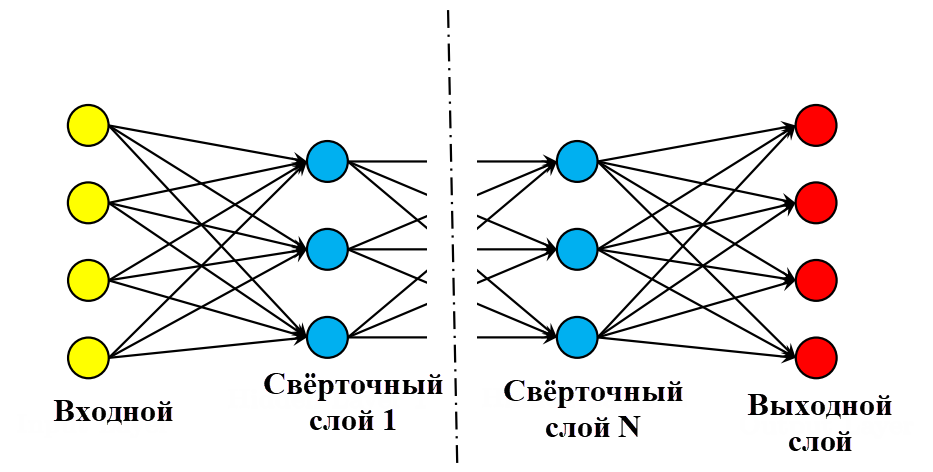 Входной
Свёрточный
слой 1
Свёрточный
слой N
Выходной
слой